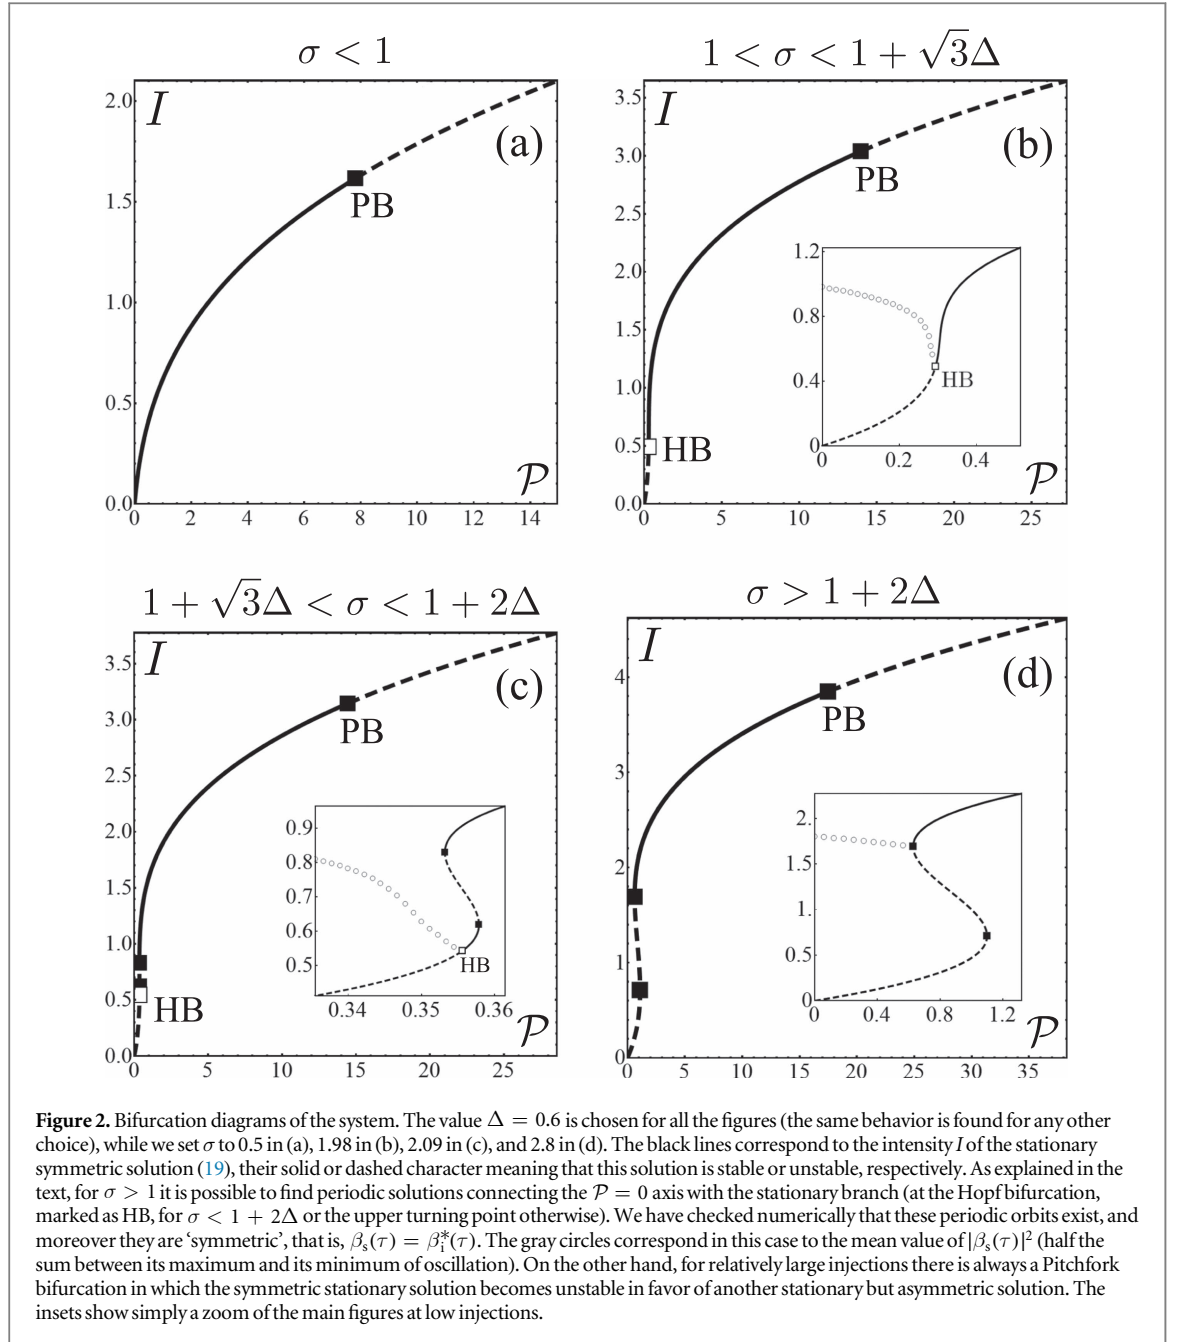 σ < 1
2.0
1.5
1.0
0.5
0.0
I
(a)
PB
𝒫
0 2 4 6 8 10 12 14
1 < σ < 1 + √3Δ
3.5
3.0
2.5
2.0
1.5
1.0
0.5
0.0
I
(b)
PB
HB
1.2
0.8
0.4
0
HB
0 0.2 0.4
𝒫
0 5 10 15 20 25
1 + √3Δ < σ < 1 + 2Δ
3.5
3.0
2.5
2.0
1.5
1.0
0.5
0.0
I
(c)
PB
HB
0.9
0.8
0.7
0.6
0.5
HB
0.34 0.35 0.36
𝒫
0 5 10 15 20 25
σ > 1 + 2Δ
4
3
2
1
0
I
(d)
PB
2.
1.5
1.
0.5
0
0 0.4 0.8 1.2
𝒫
0 5 10 15 20 25 30 35
Figure 2. Bifurcation diagrams of the system. The value Δ = 0.6 is chosen for all the figures (the same behavior is found for any other
choice), while we set σ to 0.5 in (a), 1.98 in (b), 2.09 in (c), and 2.8 in (d). The black lines correspond to the intensity I of the stationary
symmetric solution (19), their solid or dashed character meaning that this solution is stable or unstable, respectively. As explained in the
text, for σ > 1 it is possible to find periodic solutions connecting the 𝒫 = 0 axis with the stationary branch (at the Hopf bifurcation,
marked as HB, for σ < 1 + 2Δ or the upper turning point otherwise). We have checked numerically that these periodic orbits exist, and
moreover they are ‘symmetric’, that is, βs(τ) = βi*(τ). The gray circles correspond in this case to the mean value of |βs(τ)|² (half the
sum between its maximum and its minimum of oscillation). On the other hand, for relatively large injections there is always a Pitchfork
bifurcation in which the symmetric stationary solution becomes unstable in favor of another stationary but asymmetric solution. The
insets show simply a zoom of the main figures at low injections.